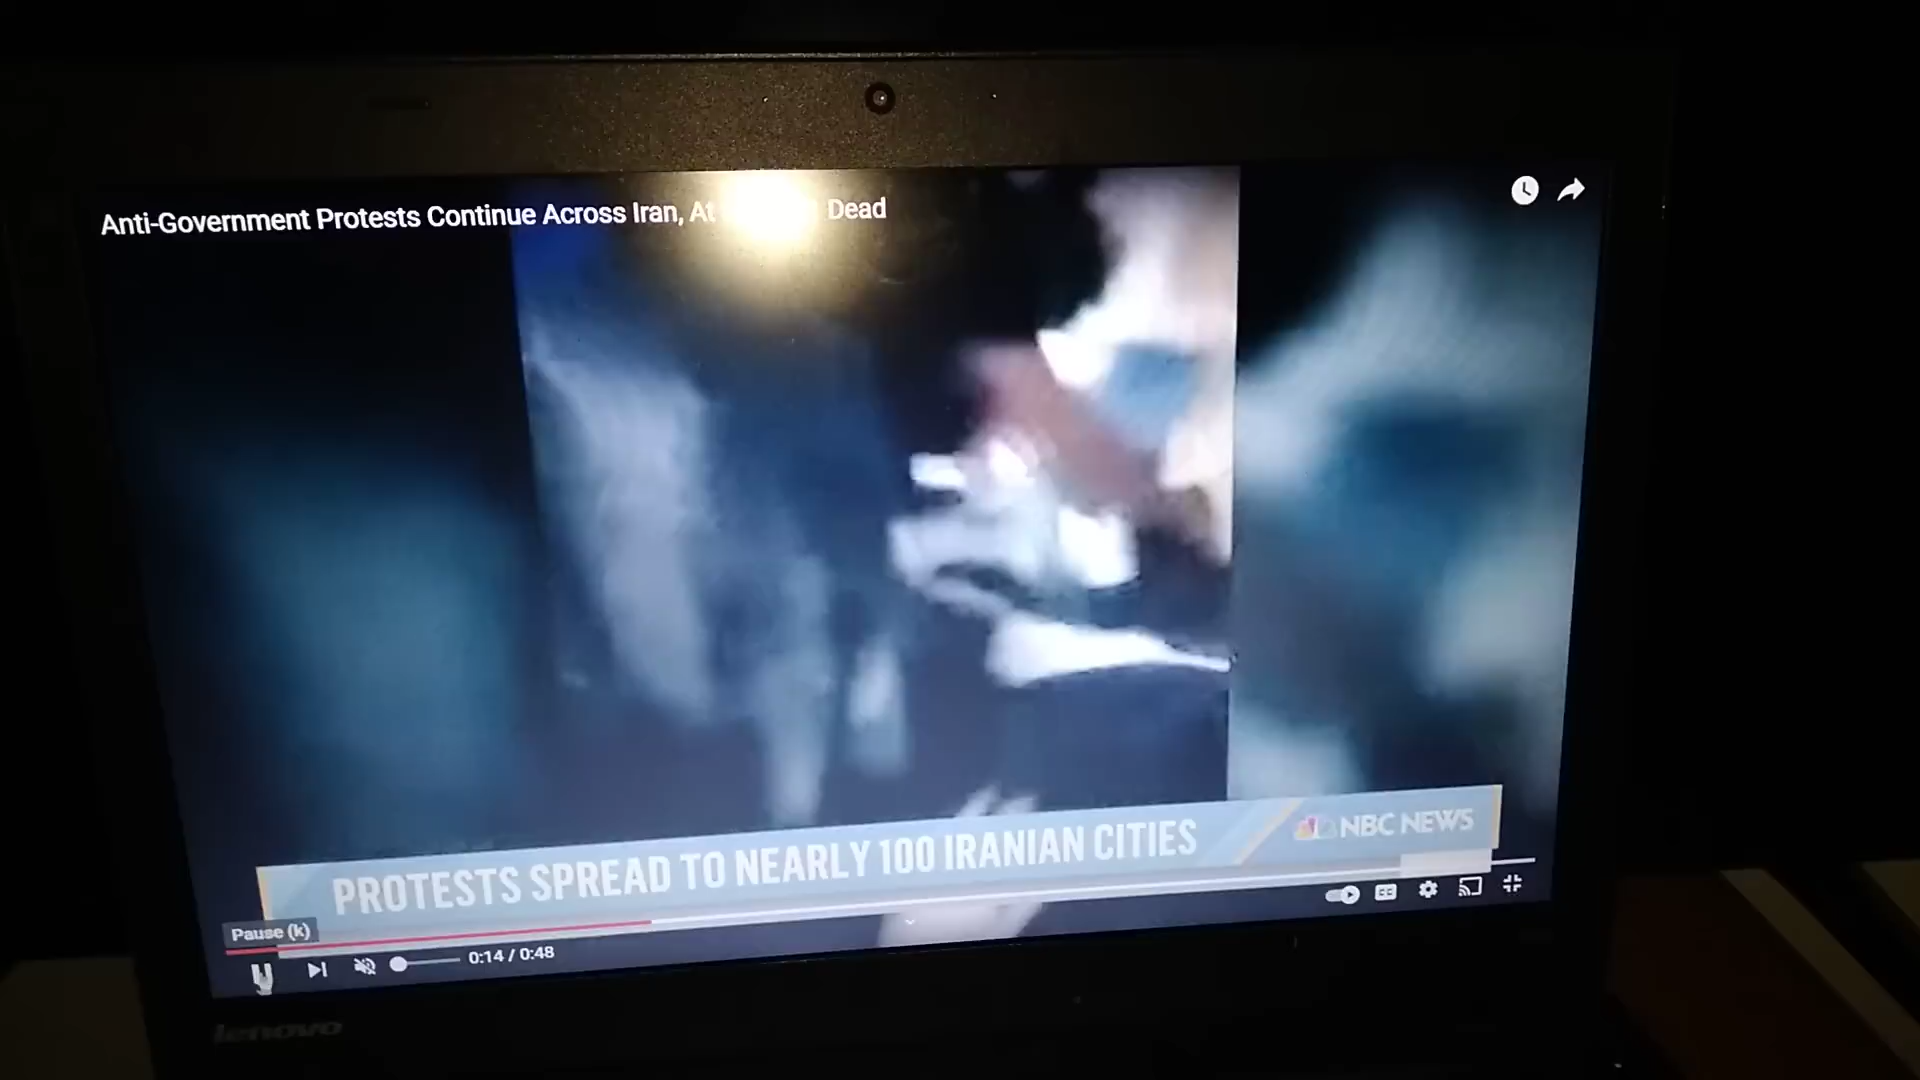 Anti-Government Protests Continue Across Iran, At Dead
PROTESTS SPREAD TO NEARLY 100 IRANIAN CITIES
NBC NEWS
Pause (k)
CC
0:14 / 0:48
lenovo